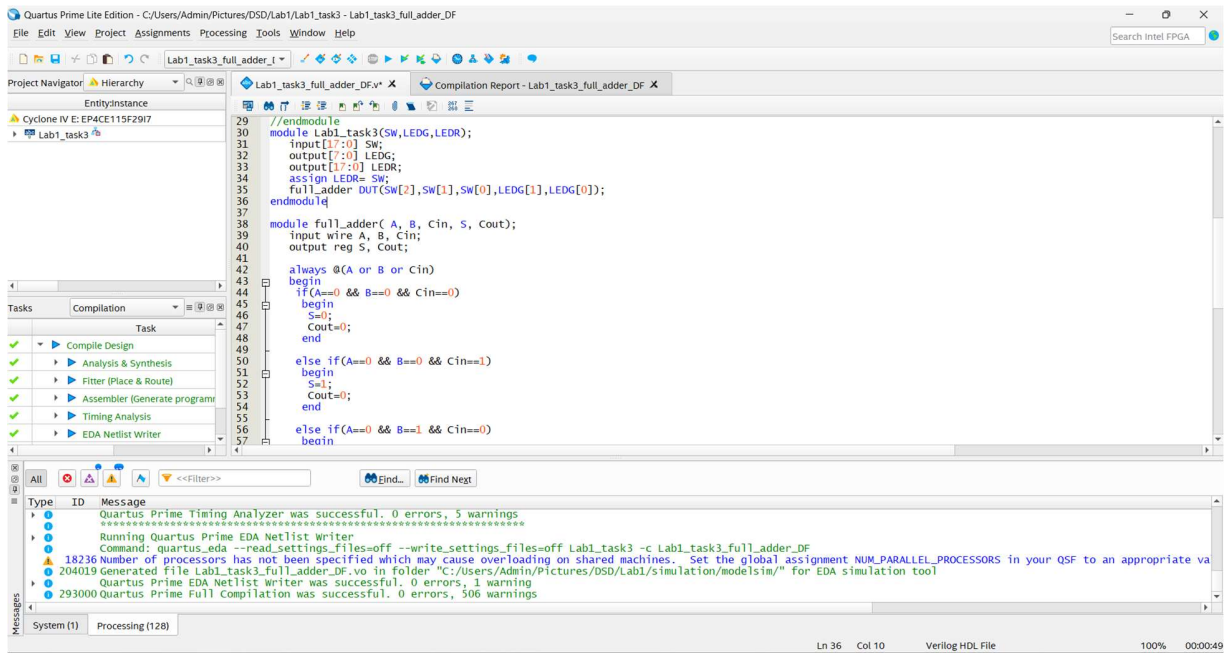 Quartus Prime Lite Edition - C:/Users/Admin/Pictures/DSD/Lab1/Lab1_task3 - Lab1_task3_full_adder_DF
File Edit View Project Assignments Processing Tools Window Help
Search Intel FPGA
Lab1_task3_full_adder_[
Project Navigator Hierarchy
Lab1_task3_full_adder_DF.v*
Compilation Report - Lab1_task3_full_adder_DF
Entity:Instance
Cyclone IV E: EP4CE115F29I7
Lab1_task3
29 //endmodule
30 module Lab1_task3(SW,LEDG,LEDR);
31 input[17:0] SW;
32 output[7:0] LEDG;
33 output[17:0] LEDR;
34 assign LEDR= SW;
35 full_adder DUT(SW[2],SW[1],SW[0],LEDG[1],LEDG[0]);
36 endmodule
37
38 module full_adder( A, B, Cin, S, Cout);
39 input wire A, B, Cin;
40 output reg S, Cout;
41
42 always @(A or B or Cin)
43 begin
44 if(A==0 && B==0 && Cin==0)
45 begin
46 S=0;
47 Cout=0;
48 end
49
50 else if(A==0 && B==0 && Cin==1)
51 begin
52 S=1;
53 Cout=0;
54 end
55
56 else if(A==0 && B==1 && Cin==0)
57 begin
Tasks Compilation
Task
Compile Design
Analysis & Synthesis
Fitter (Place & Route)
Assembler (Generate programm
Timing Analysis
EDA Netlist Writer
All <<Filter>> Find... Find Next
Type ID Message
Quartus Prime Timing Analyzer was successful. 0 errors, 5 warnings
*******************************************************************
Running Quartus Prime EDA Netlist Writer
Command: quartus_eda --read_settings_files=off --write_settings_files=off Lab1_task3 -c Lab1_task3_full_adder_DF
18236 Number of processors has not been specified which may cause overloading on shared machines. Set the global assignment NUM_PARALLEL_PROCESSORS in your QSF to an appropriate va
204019 Generated file Lab1_task3_full_adder_DF.vo in folder "C:/Users/Admin/Pictures/DSD/Lab1/simulation/modelsim/" for EDA simulation tool
Quartus Prime EDA Netlist Writer was successful. 0 errors, 1 warning
293000 Quartus Prime Full Compilation was successful. 0 errors, 506 warnings
Messages
System (1) Processing (128)
Ln 36 Col 10 Verilog HDL File 100% 00:00:49